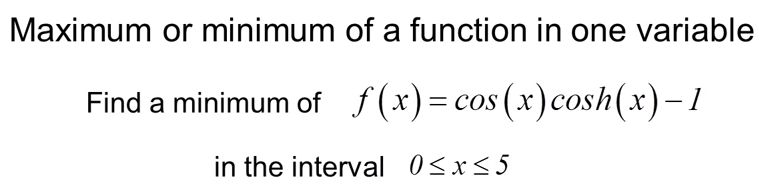 Maximum or minimum of a function in one variable
Find a minimum of f(x)=cos(x)cosh(x)−1
in the interval 0≤x≤5